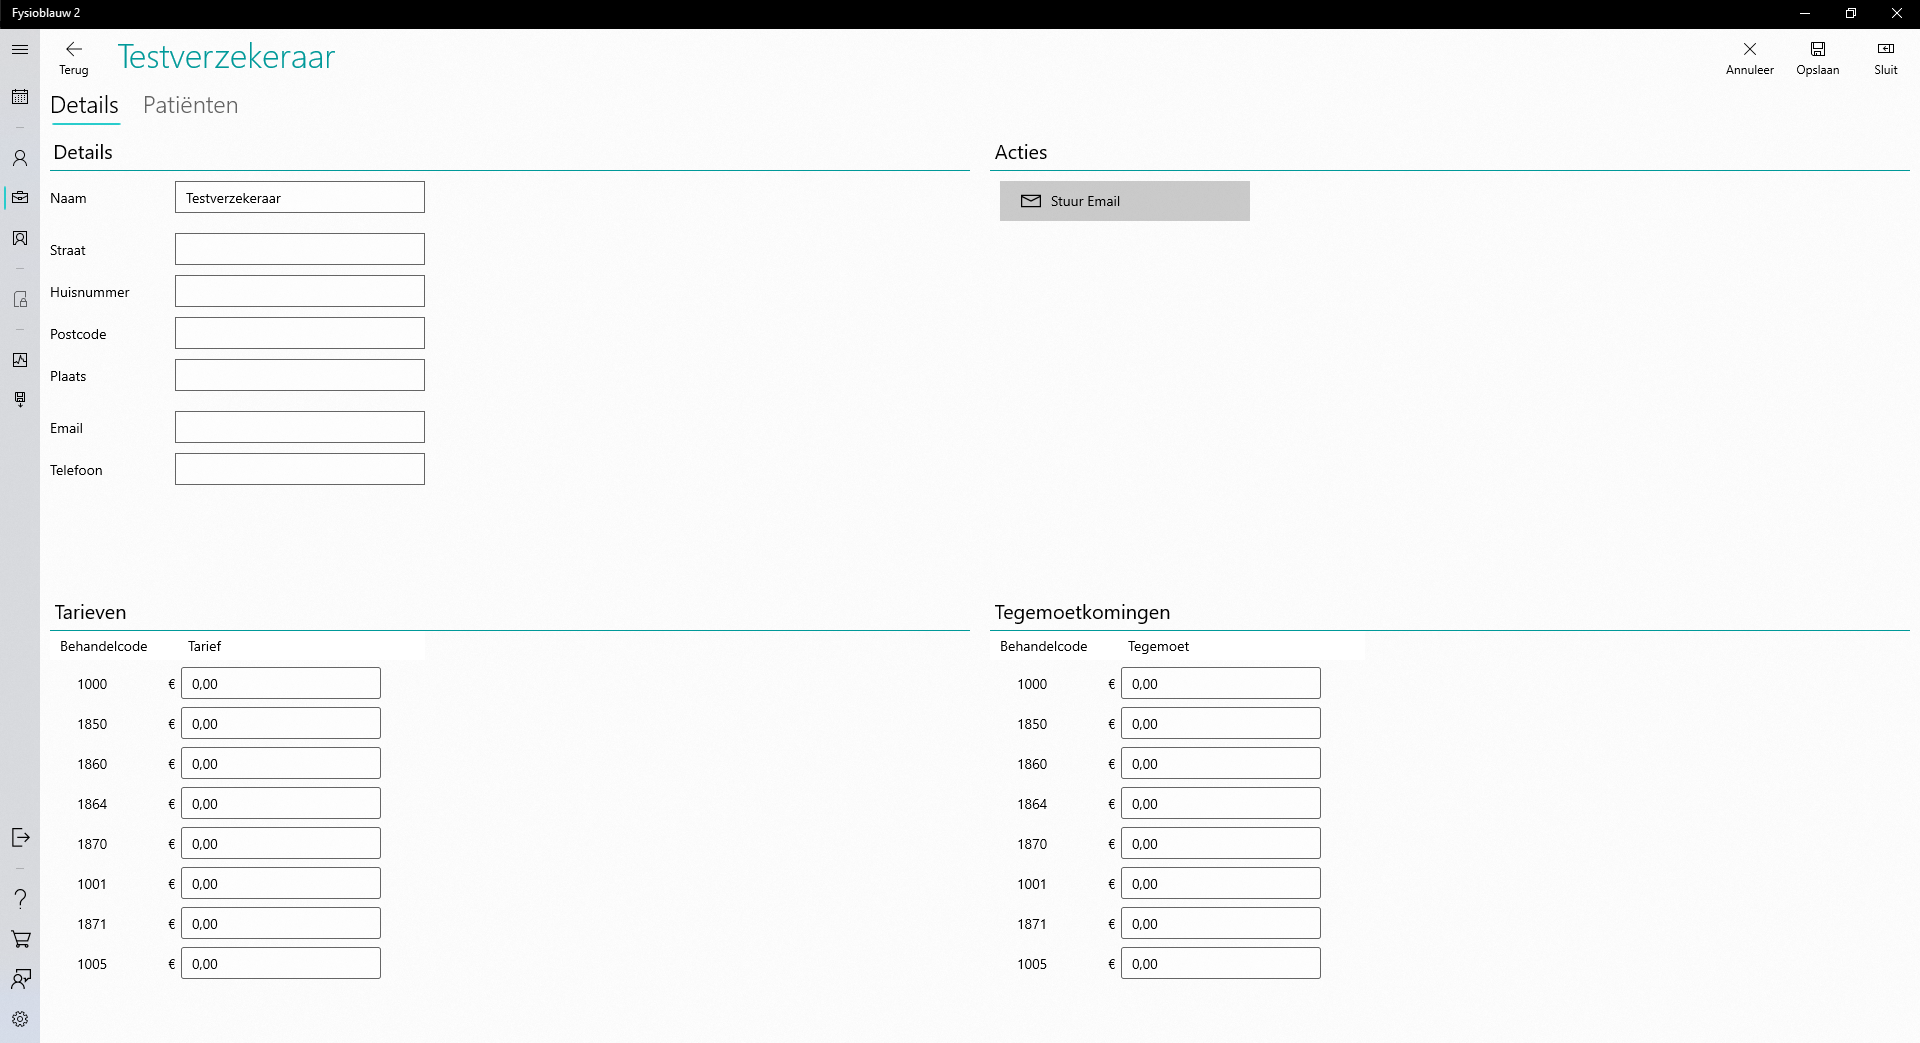 Fysioblauw 2
Terug
Testverzekeraar
Annuleer
Opslaan
Sluit
Details
Patiënten
Details
Naam
Testverzekeraar
Straat
Huisnummer
Postcode
Plaats
Email
Telefoon
Acties
Stuur Email
Tarieven
Behandelcode Tarief
1000 € 0,00
1850 € 0,00
1860 € 0,00
1864 € 0,00
1870 € 0,00
1001 € 0,00
1871 € 0,00
1005 € 0,00
Tegemoetkomingen
Behandelcode Tegemoet
1000 € 0,00
1850 € 0,00
1860 € 0,00
1864 € 0,00
1870 € 0,00
1001 € 0,00
1871 € 0,00
1005 € 0,00